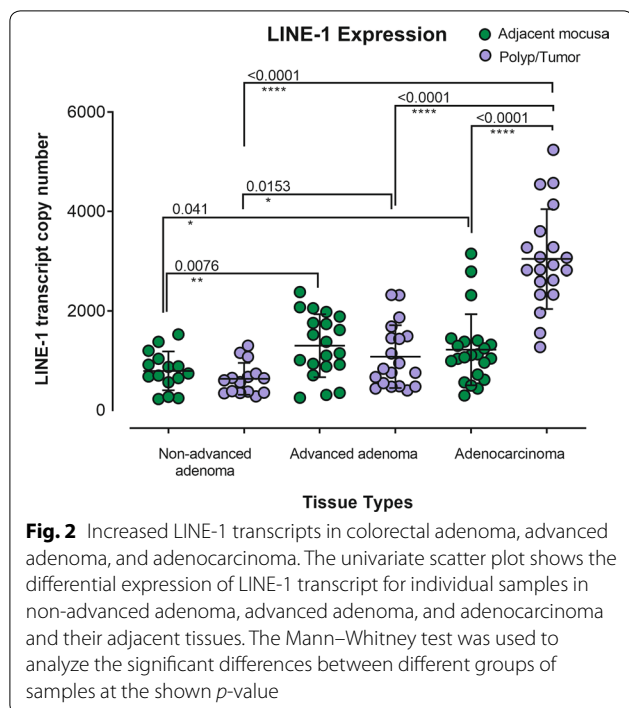 LINE-1 Expression
Adjacent mocusa
Polyp/Tumor
<0.0001
****
<0.0001
****
<0.0001
****
0.0153
*
0.041
*
0.0076
**
LINE-1 transcript copy number
6000
4000
2000
0
Non-advanced
adenoma
Advanced adenoma
Adenocarcinoma
Tissue Types
Fig. 2 Increased LINE-1 transcripts in colorectal adenoma, advanced
adenoma, and adenocarcinoma. The univariate scatter plot shows the
differential expression of LINE-1 transcript for individual samples in
non-advanced adenoma, advanced adenoma, and adenocarcinoma
and their adjacent tissues. The Mann–Whitney test was used to
analyze the significant differences between different groups of
samples at the shown p-value